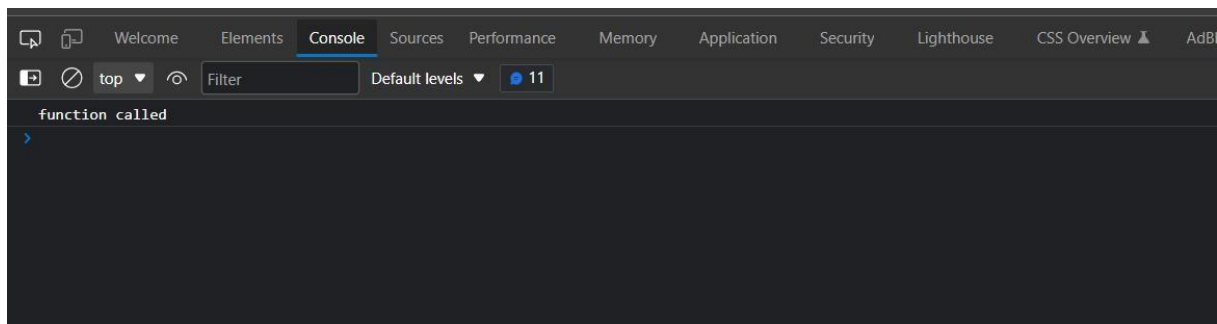 Welcome Elements Console Sources Performance Memory Application Security Lighthouse CSS Overview
top Filter Default levels 11
function called